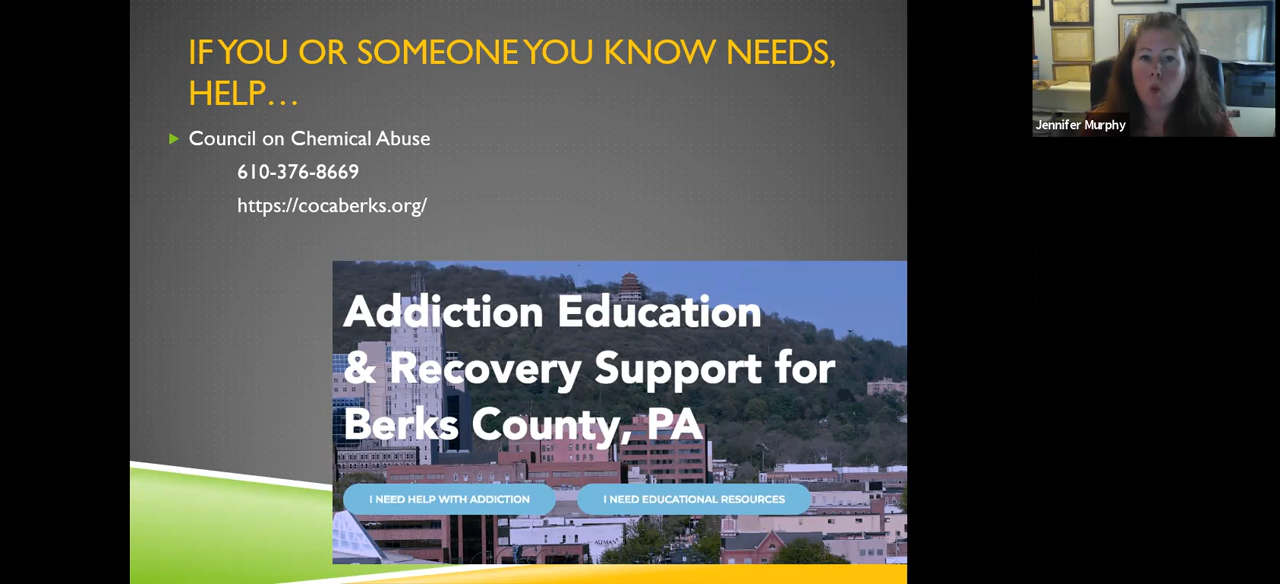 IF YOU OR SOMEONE YOU KNOW NEEDS,
HELP…
Council on Chemical Abuse
610-376-8669
https://cocaberks.org/
Jennifer Murphy
Addiction Education
& Recovery Support for
Berks County, PA
I NEED HELP WITH ADDICTION
I NEED EDUCATIONAL RESOURCES